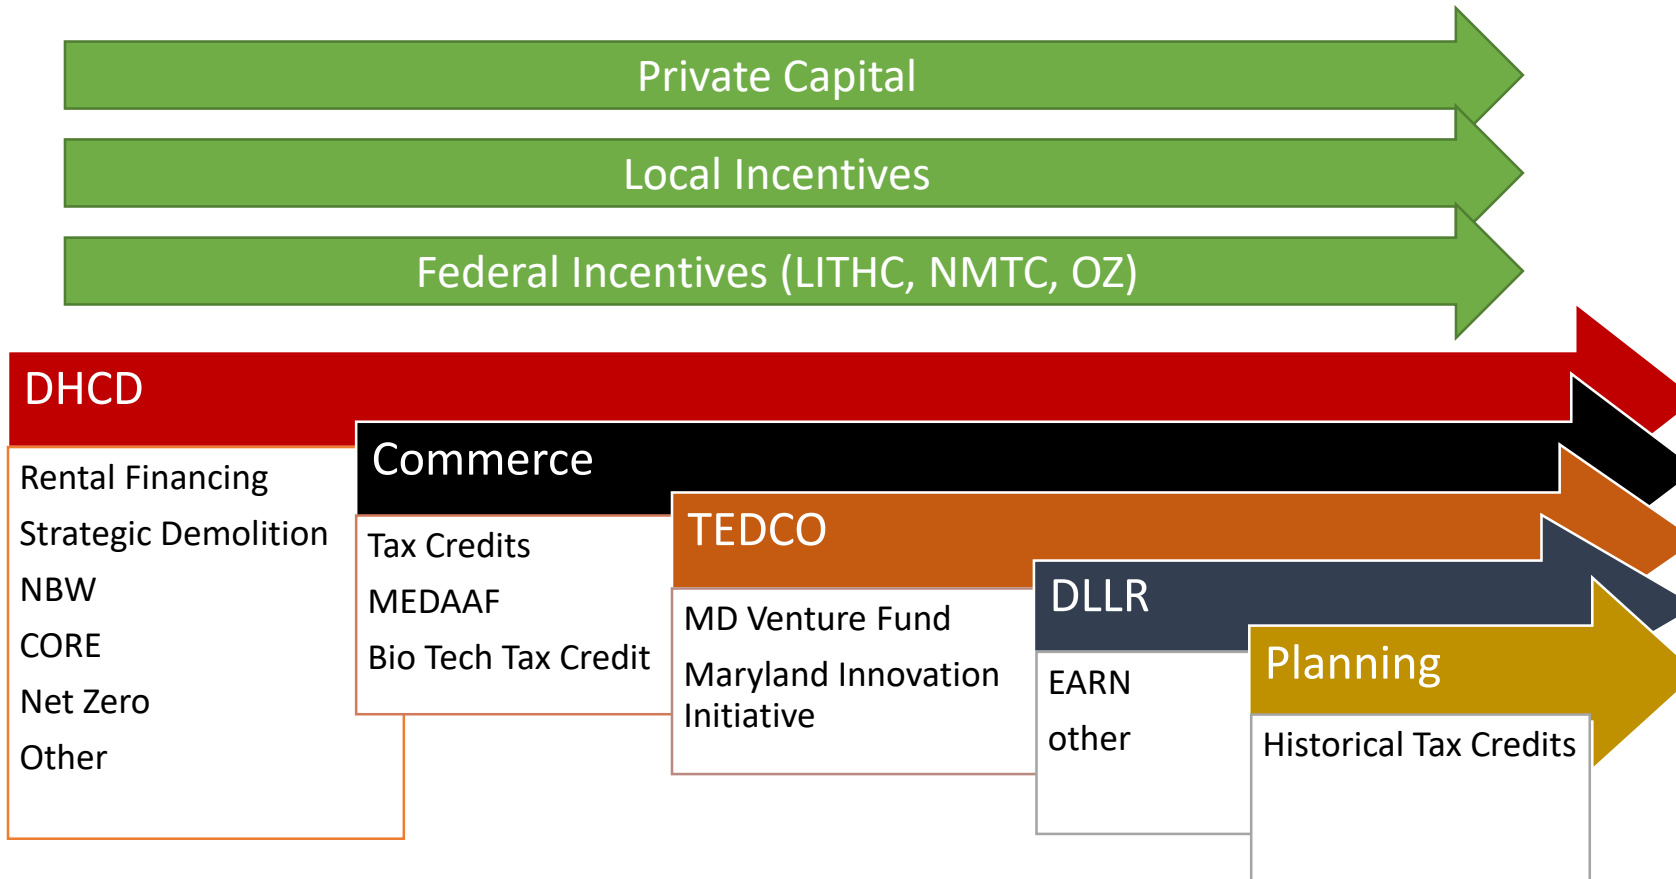 Private Capital
Local Incentives
Federal Incentives (LITHC, NMTC, OZ)
DHCD
Rental Financing
Strategic Demolition
NBW
CORE
Net Zero
Other
Commerce
Tax Credits
MEDAAF
Bio Tech Tax Credit
TEDCO
MD Venture Fund
Maryland Innovation
Initiative
DLLR
EARN
other
Planning
Historical Tax Credits